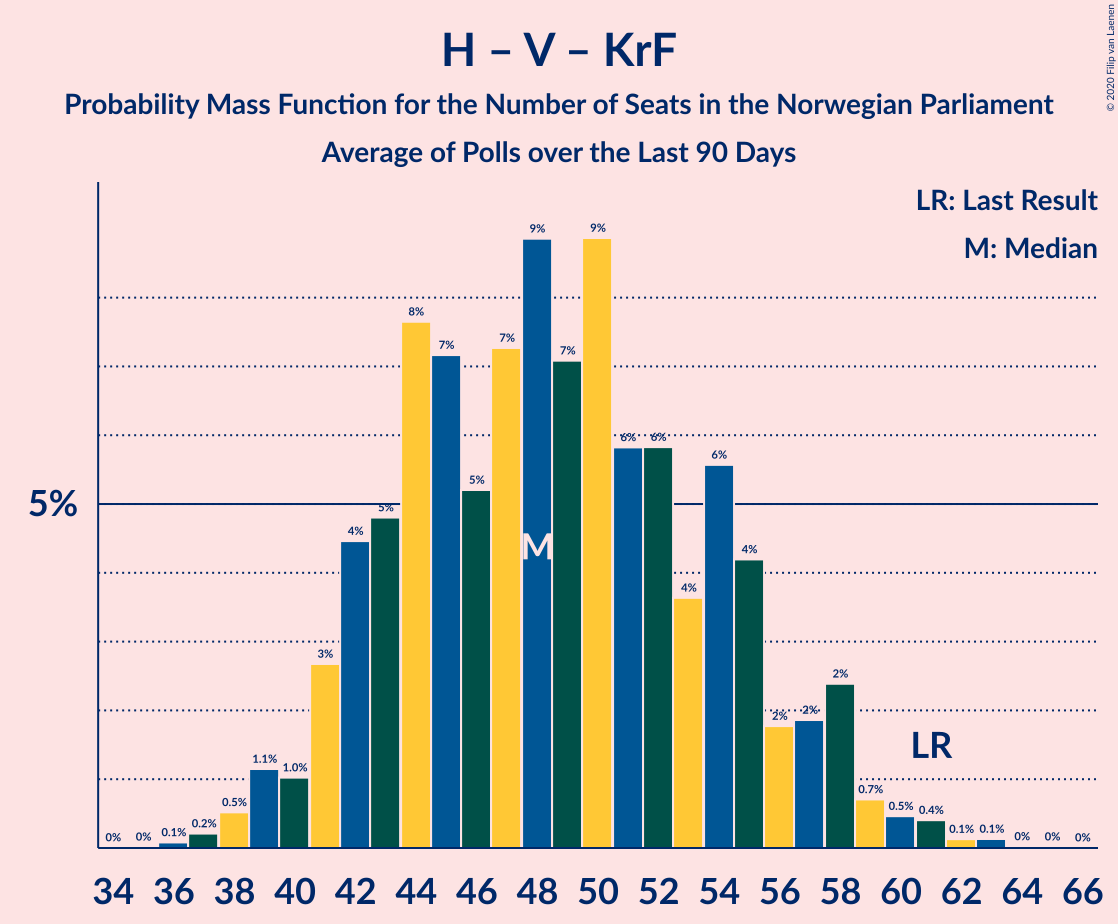 H – V – KrF
Probability Mass Function for the Number of Seats in the Norwegian Parliament
Average of Polls over the Last 90 Days
© 2020 Filip van Laenen
LR: Last Result
M: Median
5%
0% 0% 0.1% 0.2% 0.5% 1.1% 1.0% 3% 4% 5% 8% 7% 5% 7% 9% 7% 9% 6% 6% 4% 6% 4% 2% 2% 2% 0.7% 0.5% 0.4% 0.1% 0.1% 0% 0% 0%
M
LR
34 36 38 40 42 44 46 48 50 52 54 56 58 60 62 64 66